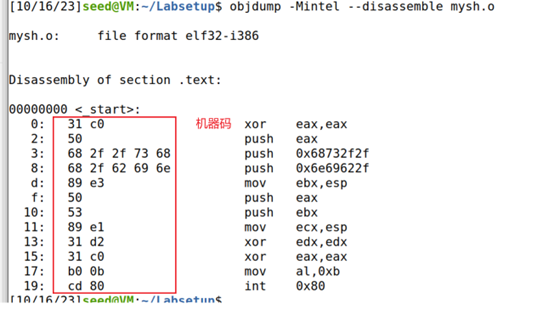 [10/16/23]seed@VM:~/Labsetup$ objdump -Mintel --disassemble mysh.o
mysh.o:     file format elf32-i386
Disassembly of section .text:
00000000 <_start>:
0: 31 c0 机器码 xor eax,eax
2: 50 push eax
3: 68 2f 2f 73 68 push 0x68732f2f
8: 68 2f 62 69 6e push 0x6e69622f
d: 89 e3 mov ebx,esp
f: 50 push eax
10: 53 push ebx
11: 89 e1 mov ecx,esp
13: 31 d2 xor edx,edx
15: 31 c0 xor eax,eax
17: b0 0b mov al,0xb
19: cd 80 int 0x80
[10/16/23]seed@VM:~/Labsetup$